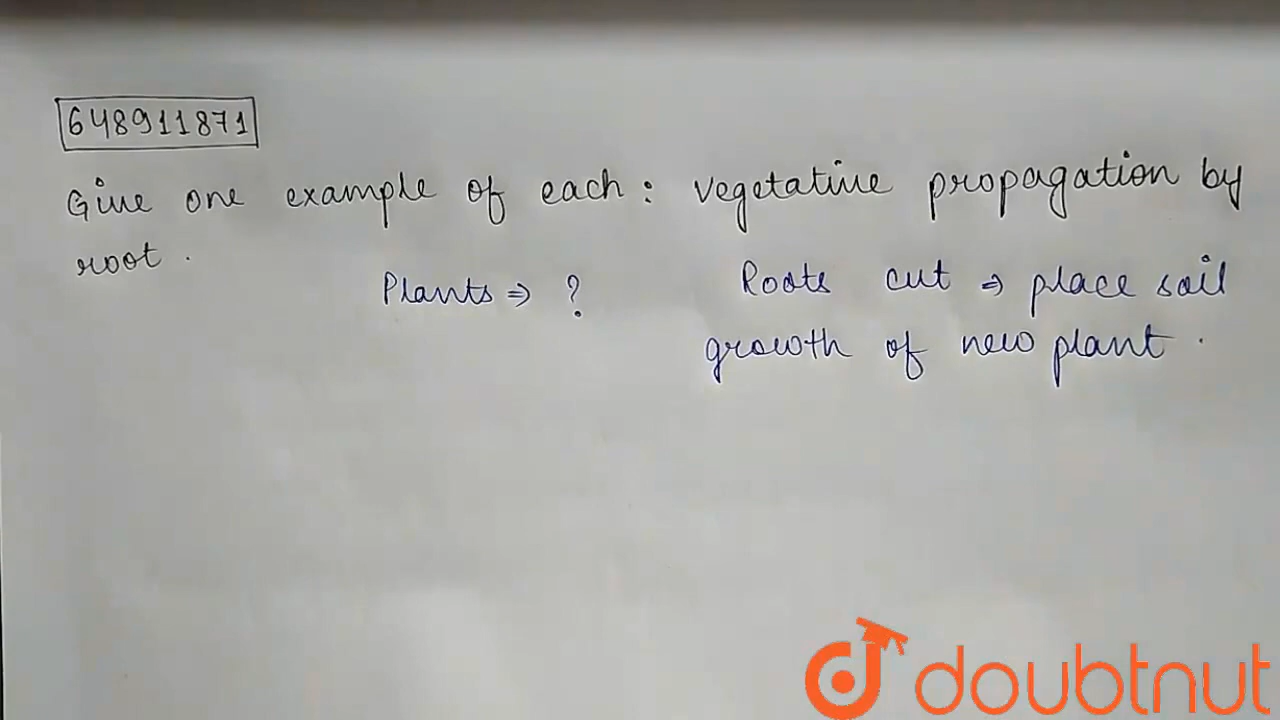 648911871
Give one example of each: vegetative propagation by
root.
Plants ⇒ ?
Roots cut ⇒ place soil
growth of new plant.
doubtnut